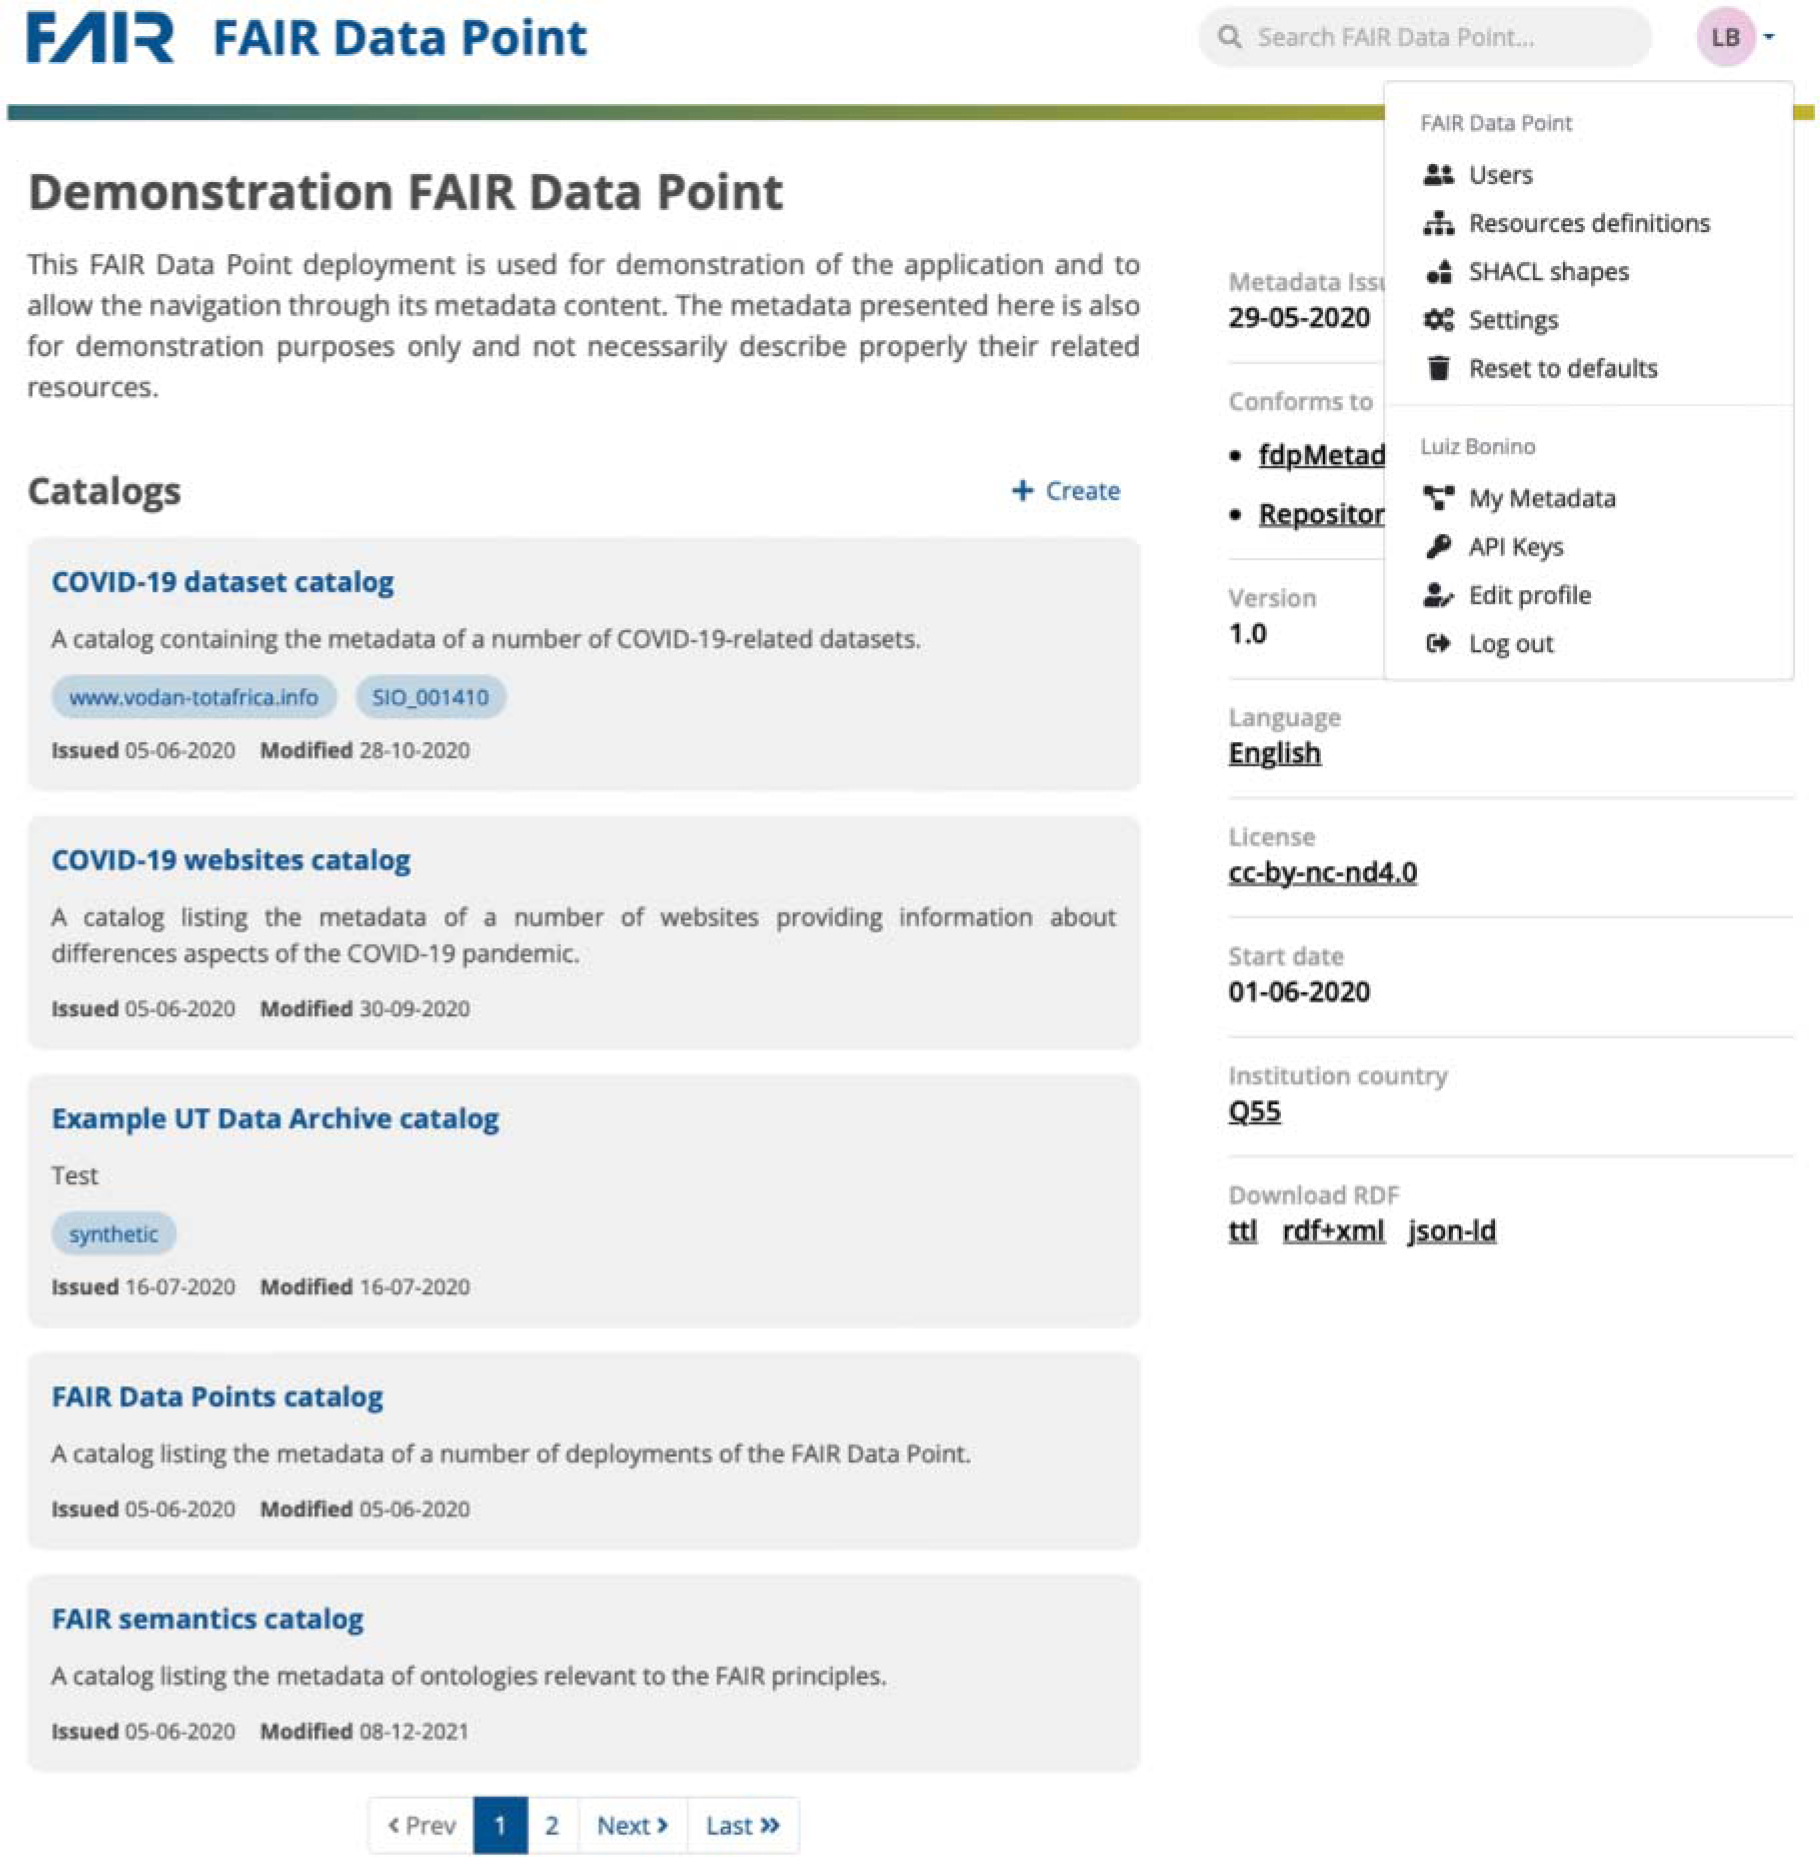 FAIR FAIR Data Point
Search FAIR Data Point...
LB
FAIR Data Point
Users
Resources definitions
SHACL shapes
Settings
Reset to defaults
Luiz Bonino
My Metadata
API Keys
Edit profile
Log out
Demonstration FAIR Data Point
This FAIR Data Point deployment is used for demonstration of the application and to
allow the navigation through its metadata content. The metadata presented here is also
for demonstration purposes only and not necessarily describe properly their related
resources.
Catalogs
+ Create
COVID-19 dataset catalog
A catalog containing the metadata of a number of COVID-19-related datasets.
www.vodan-totafrica.info SIO_001410
Issued 05-06-2020 Modified 28-10-2020
COVID-19 websites catalog
A catalog listing the metadata of a number of websites providing information about
differences aspects of the COVID-19 pandemic.
Issued 05-06-2020 Modified 30-09-2020
Example UT Data Archive catalog
Test
synthetic
Issued 16-07-2020 Modified 16-07-2020
FAIR Data Points catalog
A catalog listing the metadata of a number of deployments of the FAIR Data Point.
Issued 05-06-2020 Modified 05-06-2020
FAIR semantics catalog
A catalog listing the metadata of ontologies relevant to the FAIR principles.
Issued 05-06-2020 Modified 08-12-2021
‹ Prev 1 2 Next › Last »
Metadata Issu
29-05-2020
Conforms to
• fdpMetad
• Repositor
Version
1.0
Language
English
License
cc-by-nc-nd4.0
Start date
01-06-2020
Institution country
Q55
Download RDF
ttl rdf+xml json-ld